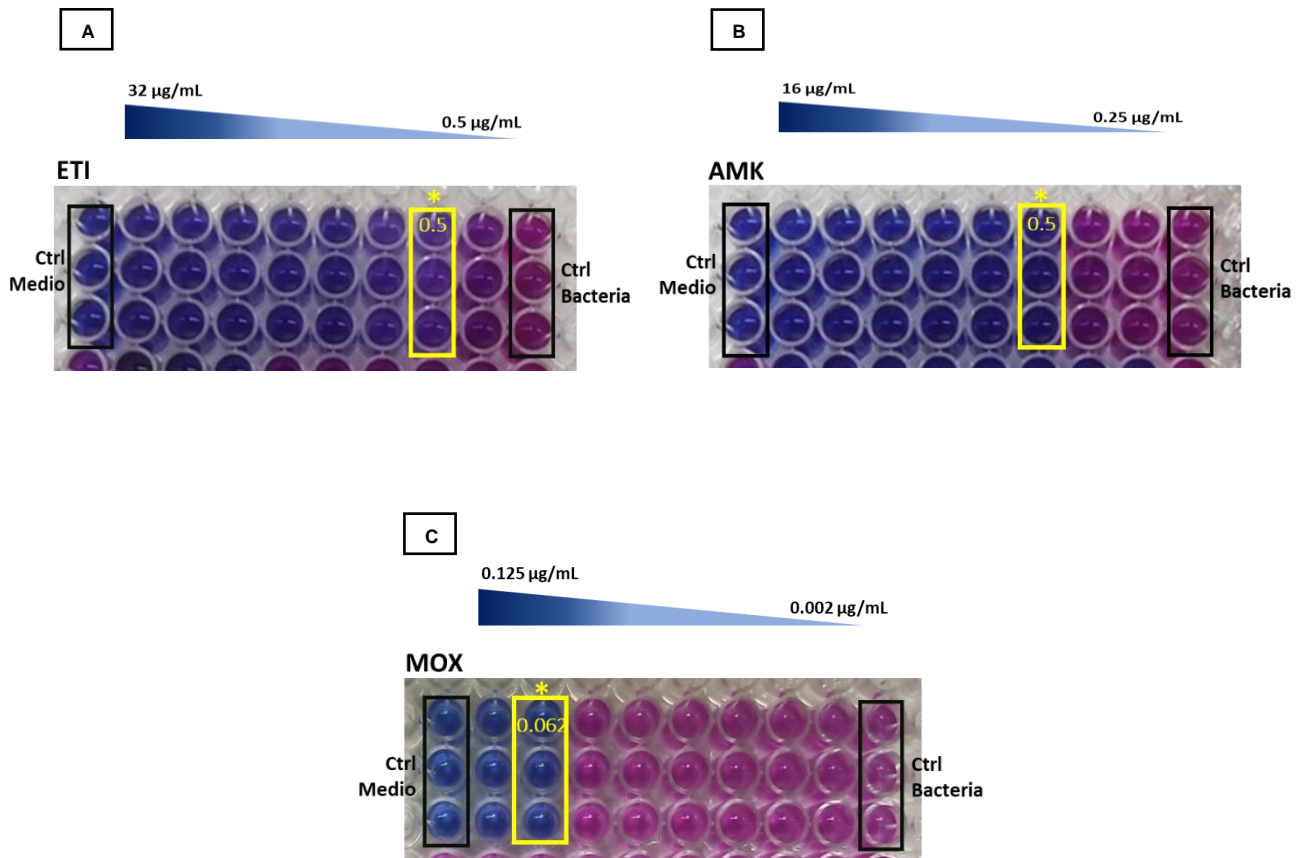 A
32 µg/mL
0.5 µg/mL
ETI
*
0.5
Ctrl
Medio
Ctrl
Bacteria
B
16 µg/mL
0.25 µg/mL
AMK
*
0.5
Ctrl
Medio
Ctrl
Bacteria
C
0.125 µg/mL
0.002 µg/mL
MOX
*
0.062
Ctrl
Medio
Ctrl
Bacteria